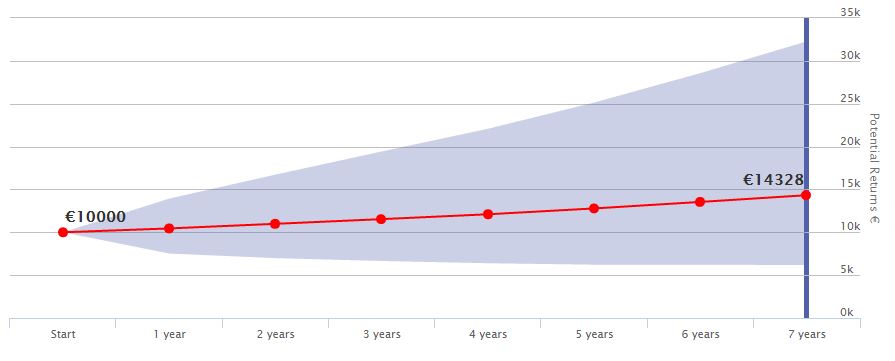 35k
30k
25k
20k
15k
10k
5k
0k
Potential Returns €
€10000
€14328
Start
1 year
2 years
3 years
4 years
5 years
6 years
7 years